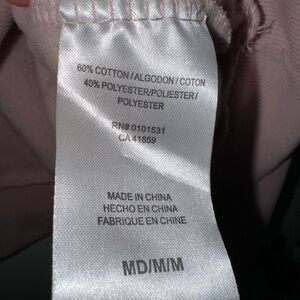 60% COTTON/ALGODON/COTON
40% POLYESTER/POLIESTER/
POLYESTER
RN# 0101531
CA 41859
MADE IN CHINA
HECHO EN CHINA
FABRIQUE EN CHINE
MD/M/M